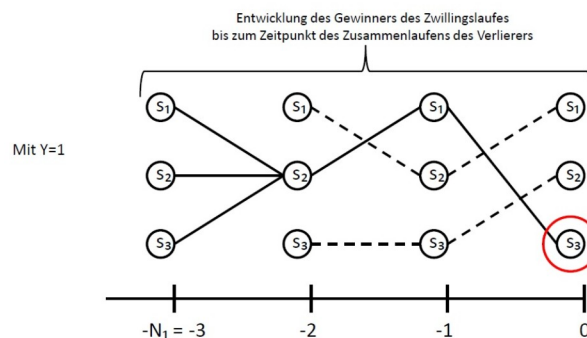 Entwicklung des Gewinners des Zwillingslaufes
bis zum Zeitpunkt des Zusammenlaufens des Verlierers
S₁ S₁ S₁ S₁
Mit Y=1
S₂ S₂ S₂ S₂
S₃ S₃ S₃ S₃
-N₁ = -3 -2 -1 0